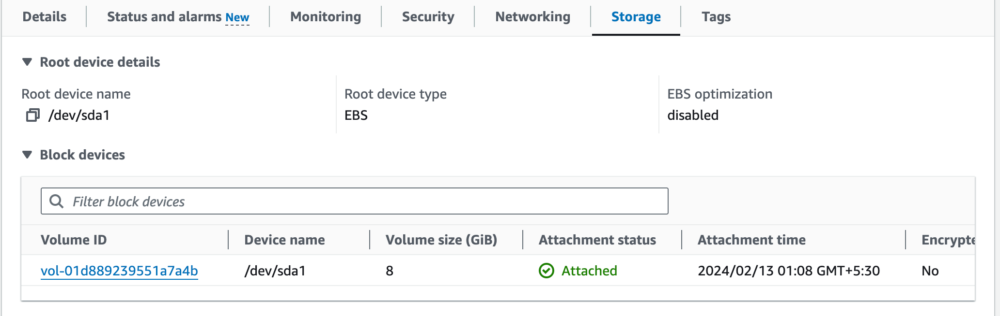 Details Status and alarms New Monitoring Security Networking Storage Tags
Root device details
Root device name Root device type EBS optimization
/dev/sda1 EBS disabled
Block devices
Filter block devices
Volume ID Device name Volume size (GiB) Attachment status Attachment time Encrypte
vol-01d889239551a7a4b /dev/sda1 8 Attached 2024/02/13 01:08 GMT+5:30 No